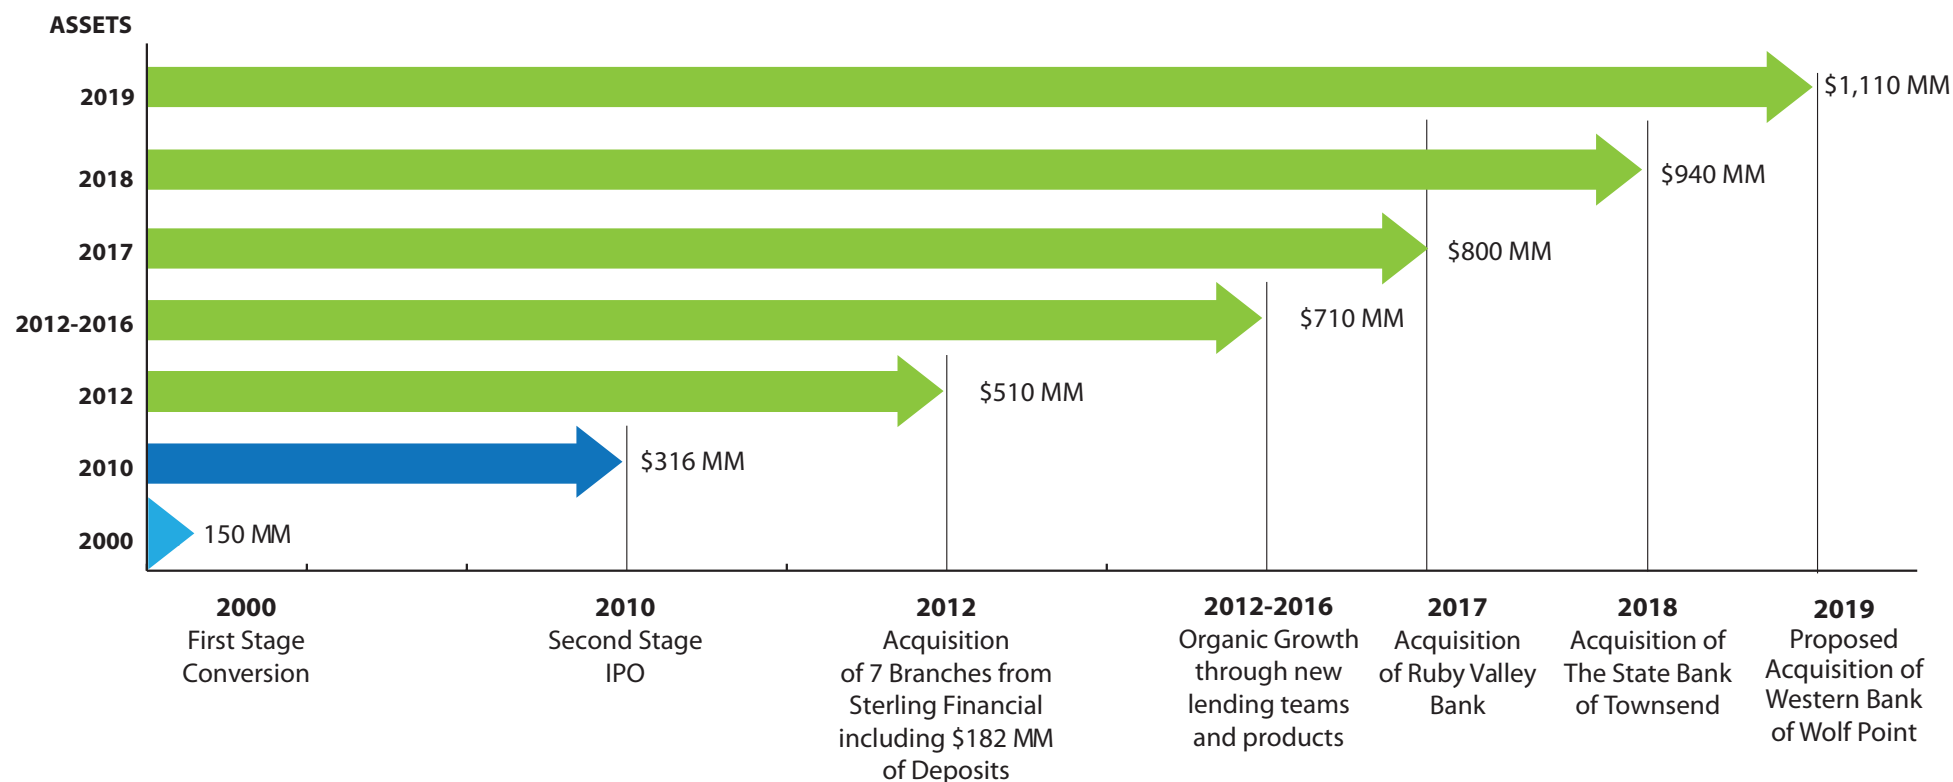 ASSETS
2019
$1,110 MM
2018
$940 MM
2017
$800 MM
2012-2016
$710 MM
2012
$510 MM
2010
$316 MM
2000
150 MM
2000
First Stage
Conversion
2010
Second Stage
IPO
2012
Acquisition
of 7 Branches from
Sterling Financial
including $182 MM
of Deposits
2012-2016
Organic Growth
through new
lending teams
and products
2017
Acquisition
of Ruby Valley
Bank
2018
Acquisition of
The State Bank
of Townsend
2019
Proposed
Acquisition of
Western Bank
of Wolf Point